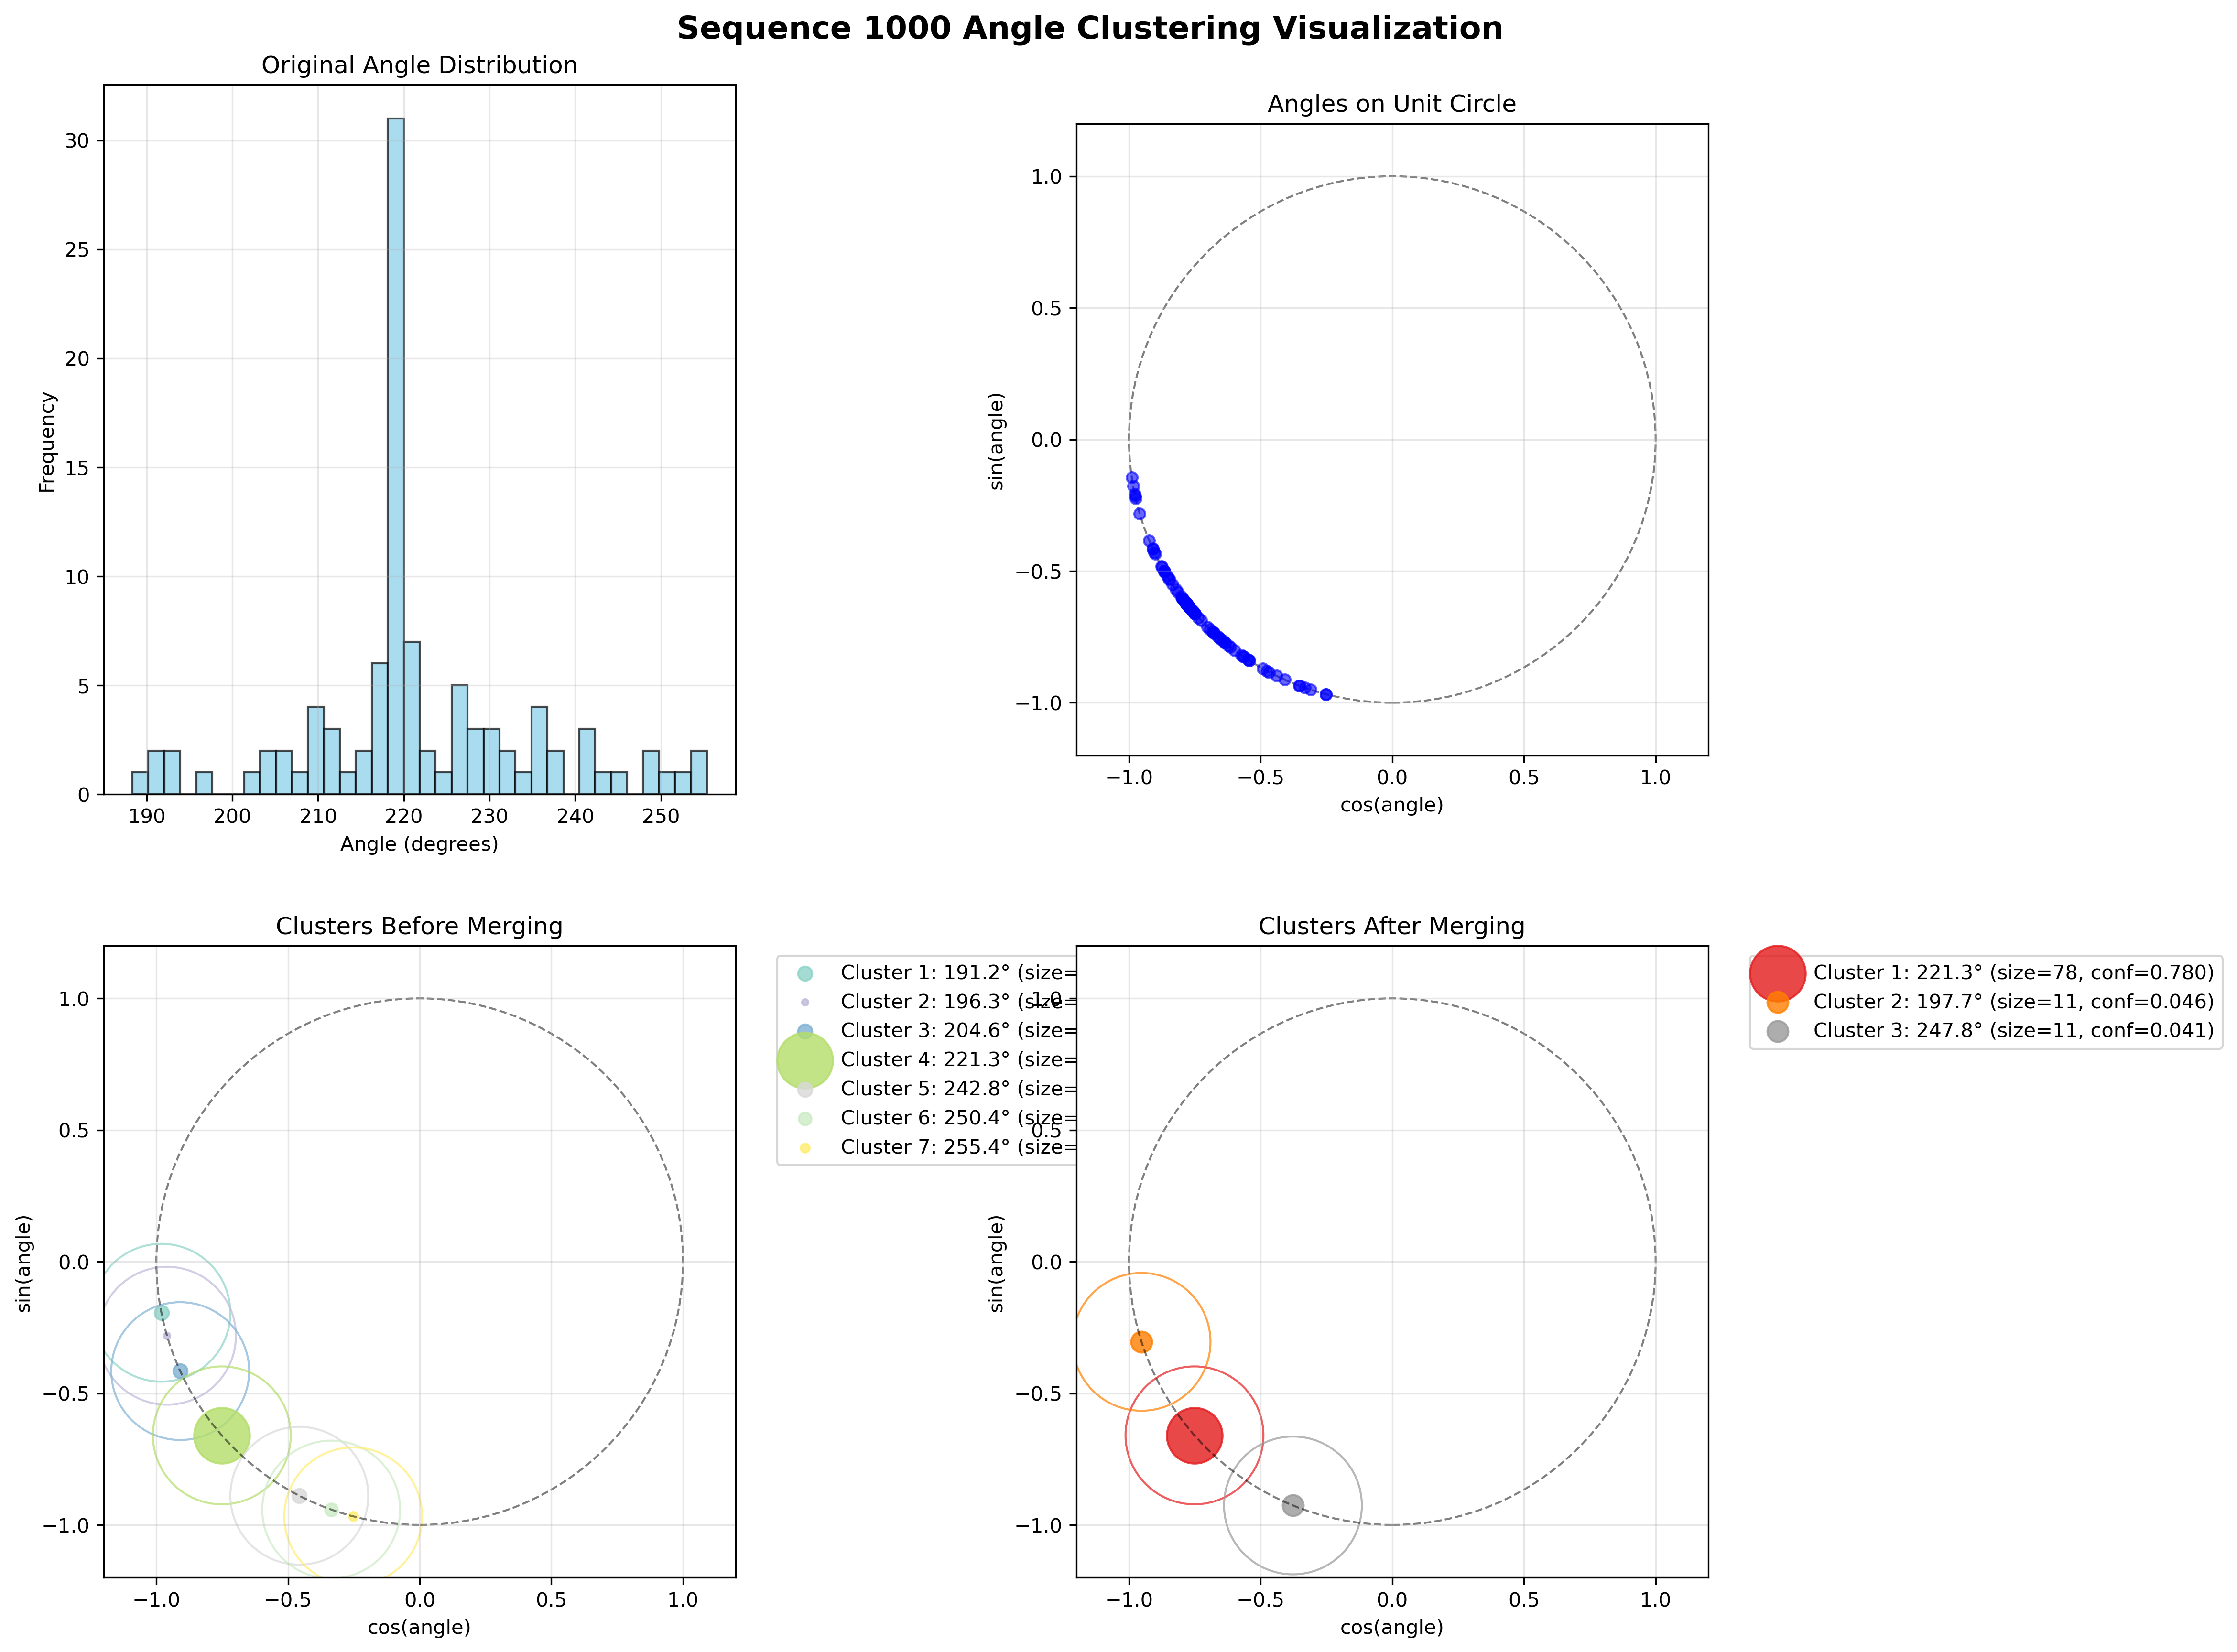 Sequence 1000 Angle Clustering Visualization
Original Angle Distribution
30
25
20
15
10
5
0
Frequency
190 200 210 220 230 240 250
Angle (degrees)
Angles on Unit Circle
1.0
0.5
0.0
−0.5
−1.0
sin(angle)
−1.0 −0.5 0.0 0.5 1.0
cos(angle)
Clusters Before Merging
1.0
0.5
0.0
−0.5
−1.0
sin(angle)
−1.0 −0.5 0.0 0.5 1.0
cos(angle)
Cluster 1: 191.2° (size=
Cluster 2: 196.3° (size=
Cluster 3: 204.6° (size=
Cluster 4: 221.3° (size=
Cluster 5: 242.8° (size=
Cluster 6: 250.4° (size=
Cluster 7: 255.4° (size=
Clusters After Merging
1.0
0.5
0.0
−0.5
−1.0
sin(angle)
−1.0 −0.5 0.0 0.5 1.0
cos(angle)
Cluster 1: 221.3° (size=78, conf=0.780)
Cluster 2: 197.7° (size=11, conf=0.046)
Cluster 3: 247.8° (size=11, conf=0.041)